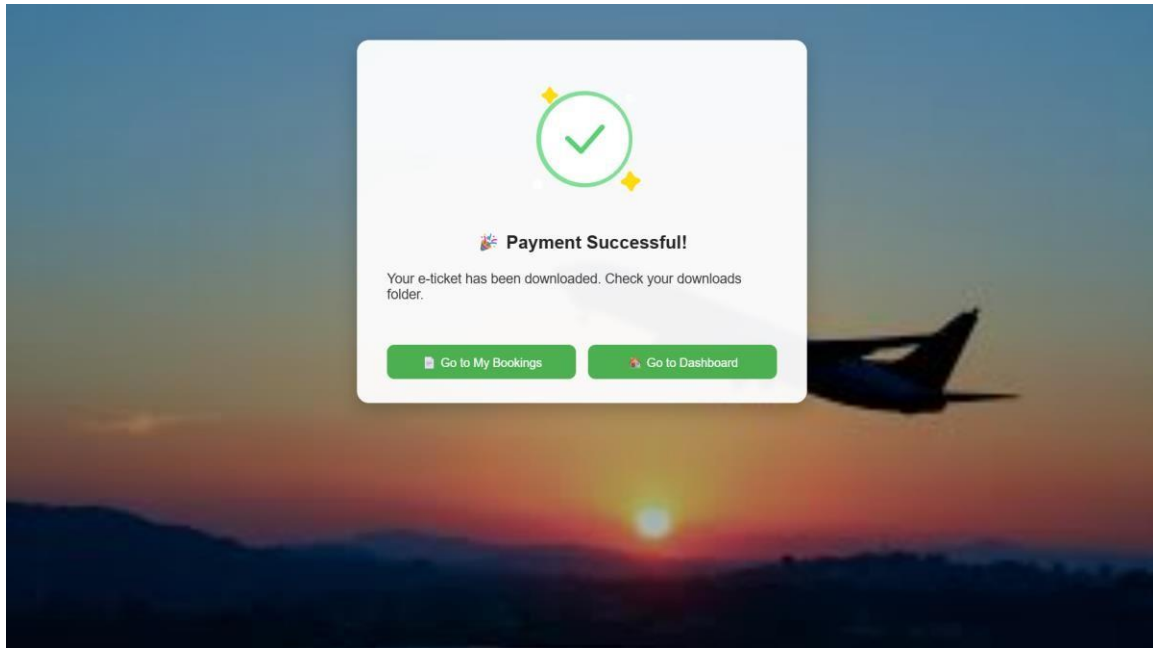 🎉 Payment Successful!
Your e-ticket has been downloaded. Check your downloads
folder.
Go to My Bookings
Go to Dashboard